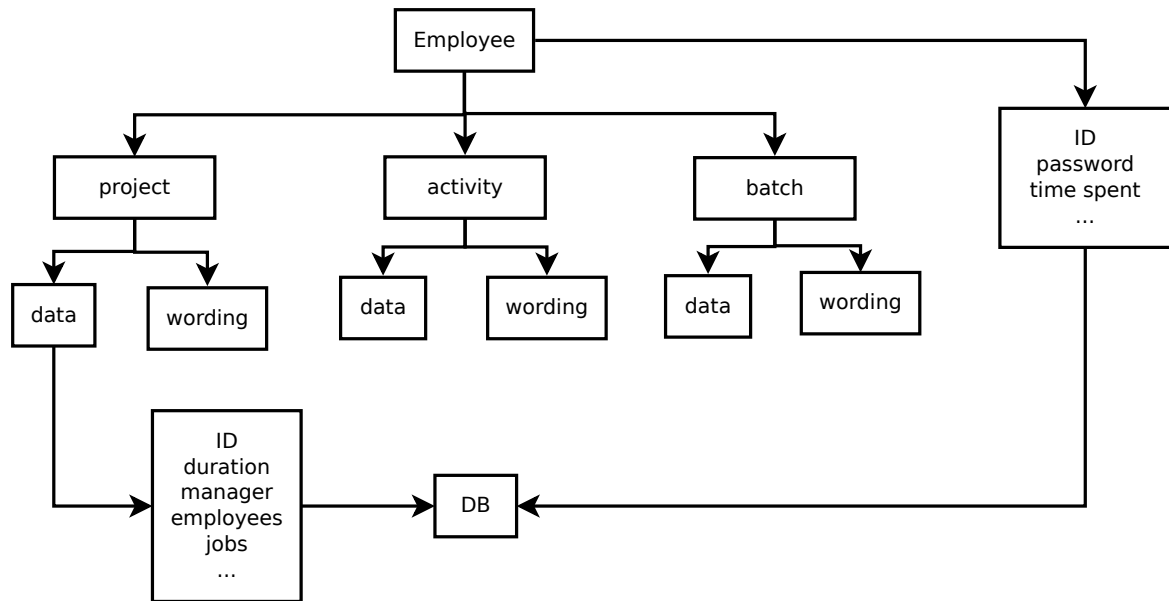 Employee
ID
password
time spent
...
project
activity
batch
data
wording
data
wording
data
wording
ID
duration
manager
employees
jobs
...
DB